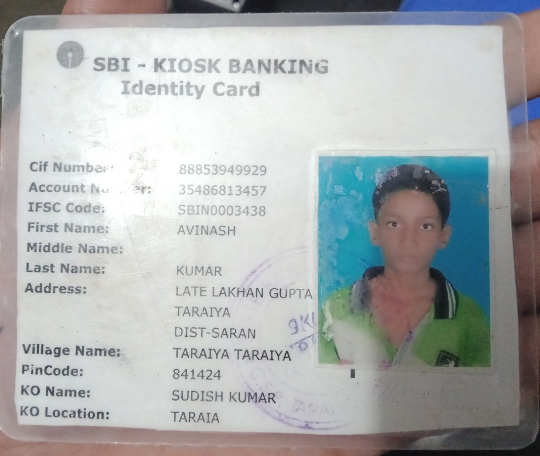 SBI - KIOSK BANKING
Identity Card
Cif Number: 88853949929
Account Number: 35486813457
IFSC Code: SBIN0003438
First Name: AVINASH
Middle Name:
Last Name: KUMAR
Address: LATE LAKHAN GUPTA
TARAIYA
DIST-SARAN
Village Name: TARAIYA TARAIYA
PinCode: 841424
KO Name: SUDISH KUMAR
KO Location: TARAIA